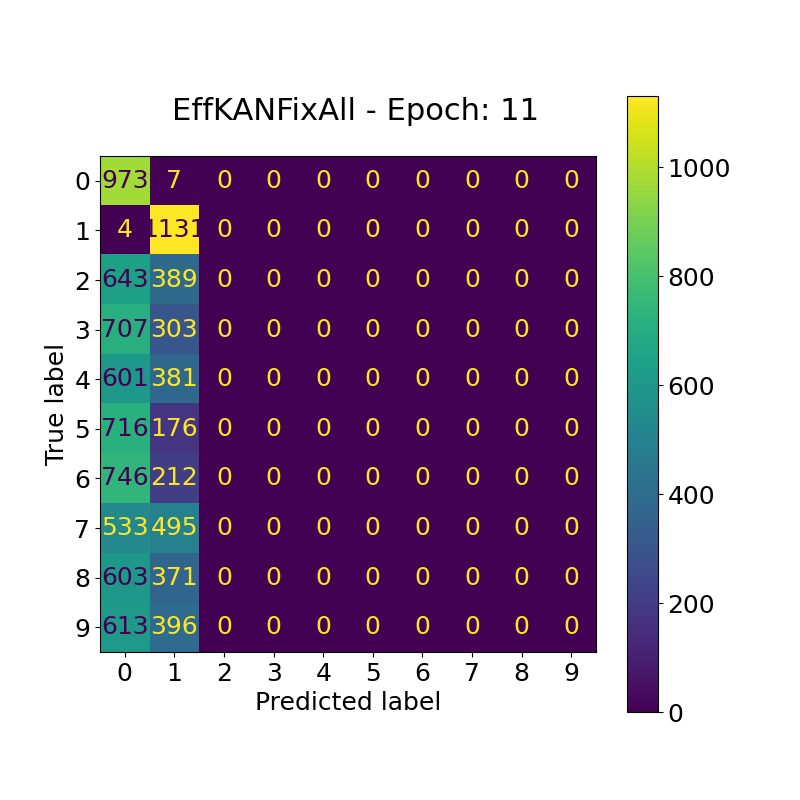 EffKANFixAll - Epoch: 11
1000
0 973 7 0 0 0 0 0 0 0 0
1 4 1131 0 0 0 0 0 0 0 0
800
2 643 389 0 0 0 0 0 0 0 0
3 707 303 0 0 0 0 0 0 0 0
600
4 601 381 0 0 0 0 0 0 0 0
True label
5 716 176 0 0 0 0 0 0 0 0
6 746 212 0 0 0 0 0 0 0 0
400
7 533 495 0 0 0 0 0 0 0 0
8 603 371 0 0 0 0 0 0 0 0
200
9 613 396 0 0 0 0 0 0 0 0
0 1 2 3 4 5 6 7 8 9
Predicted label
0